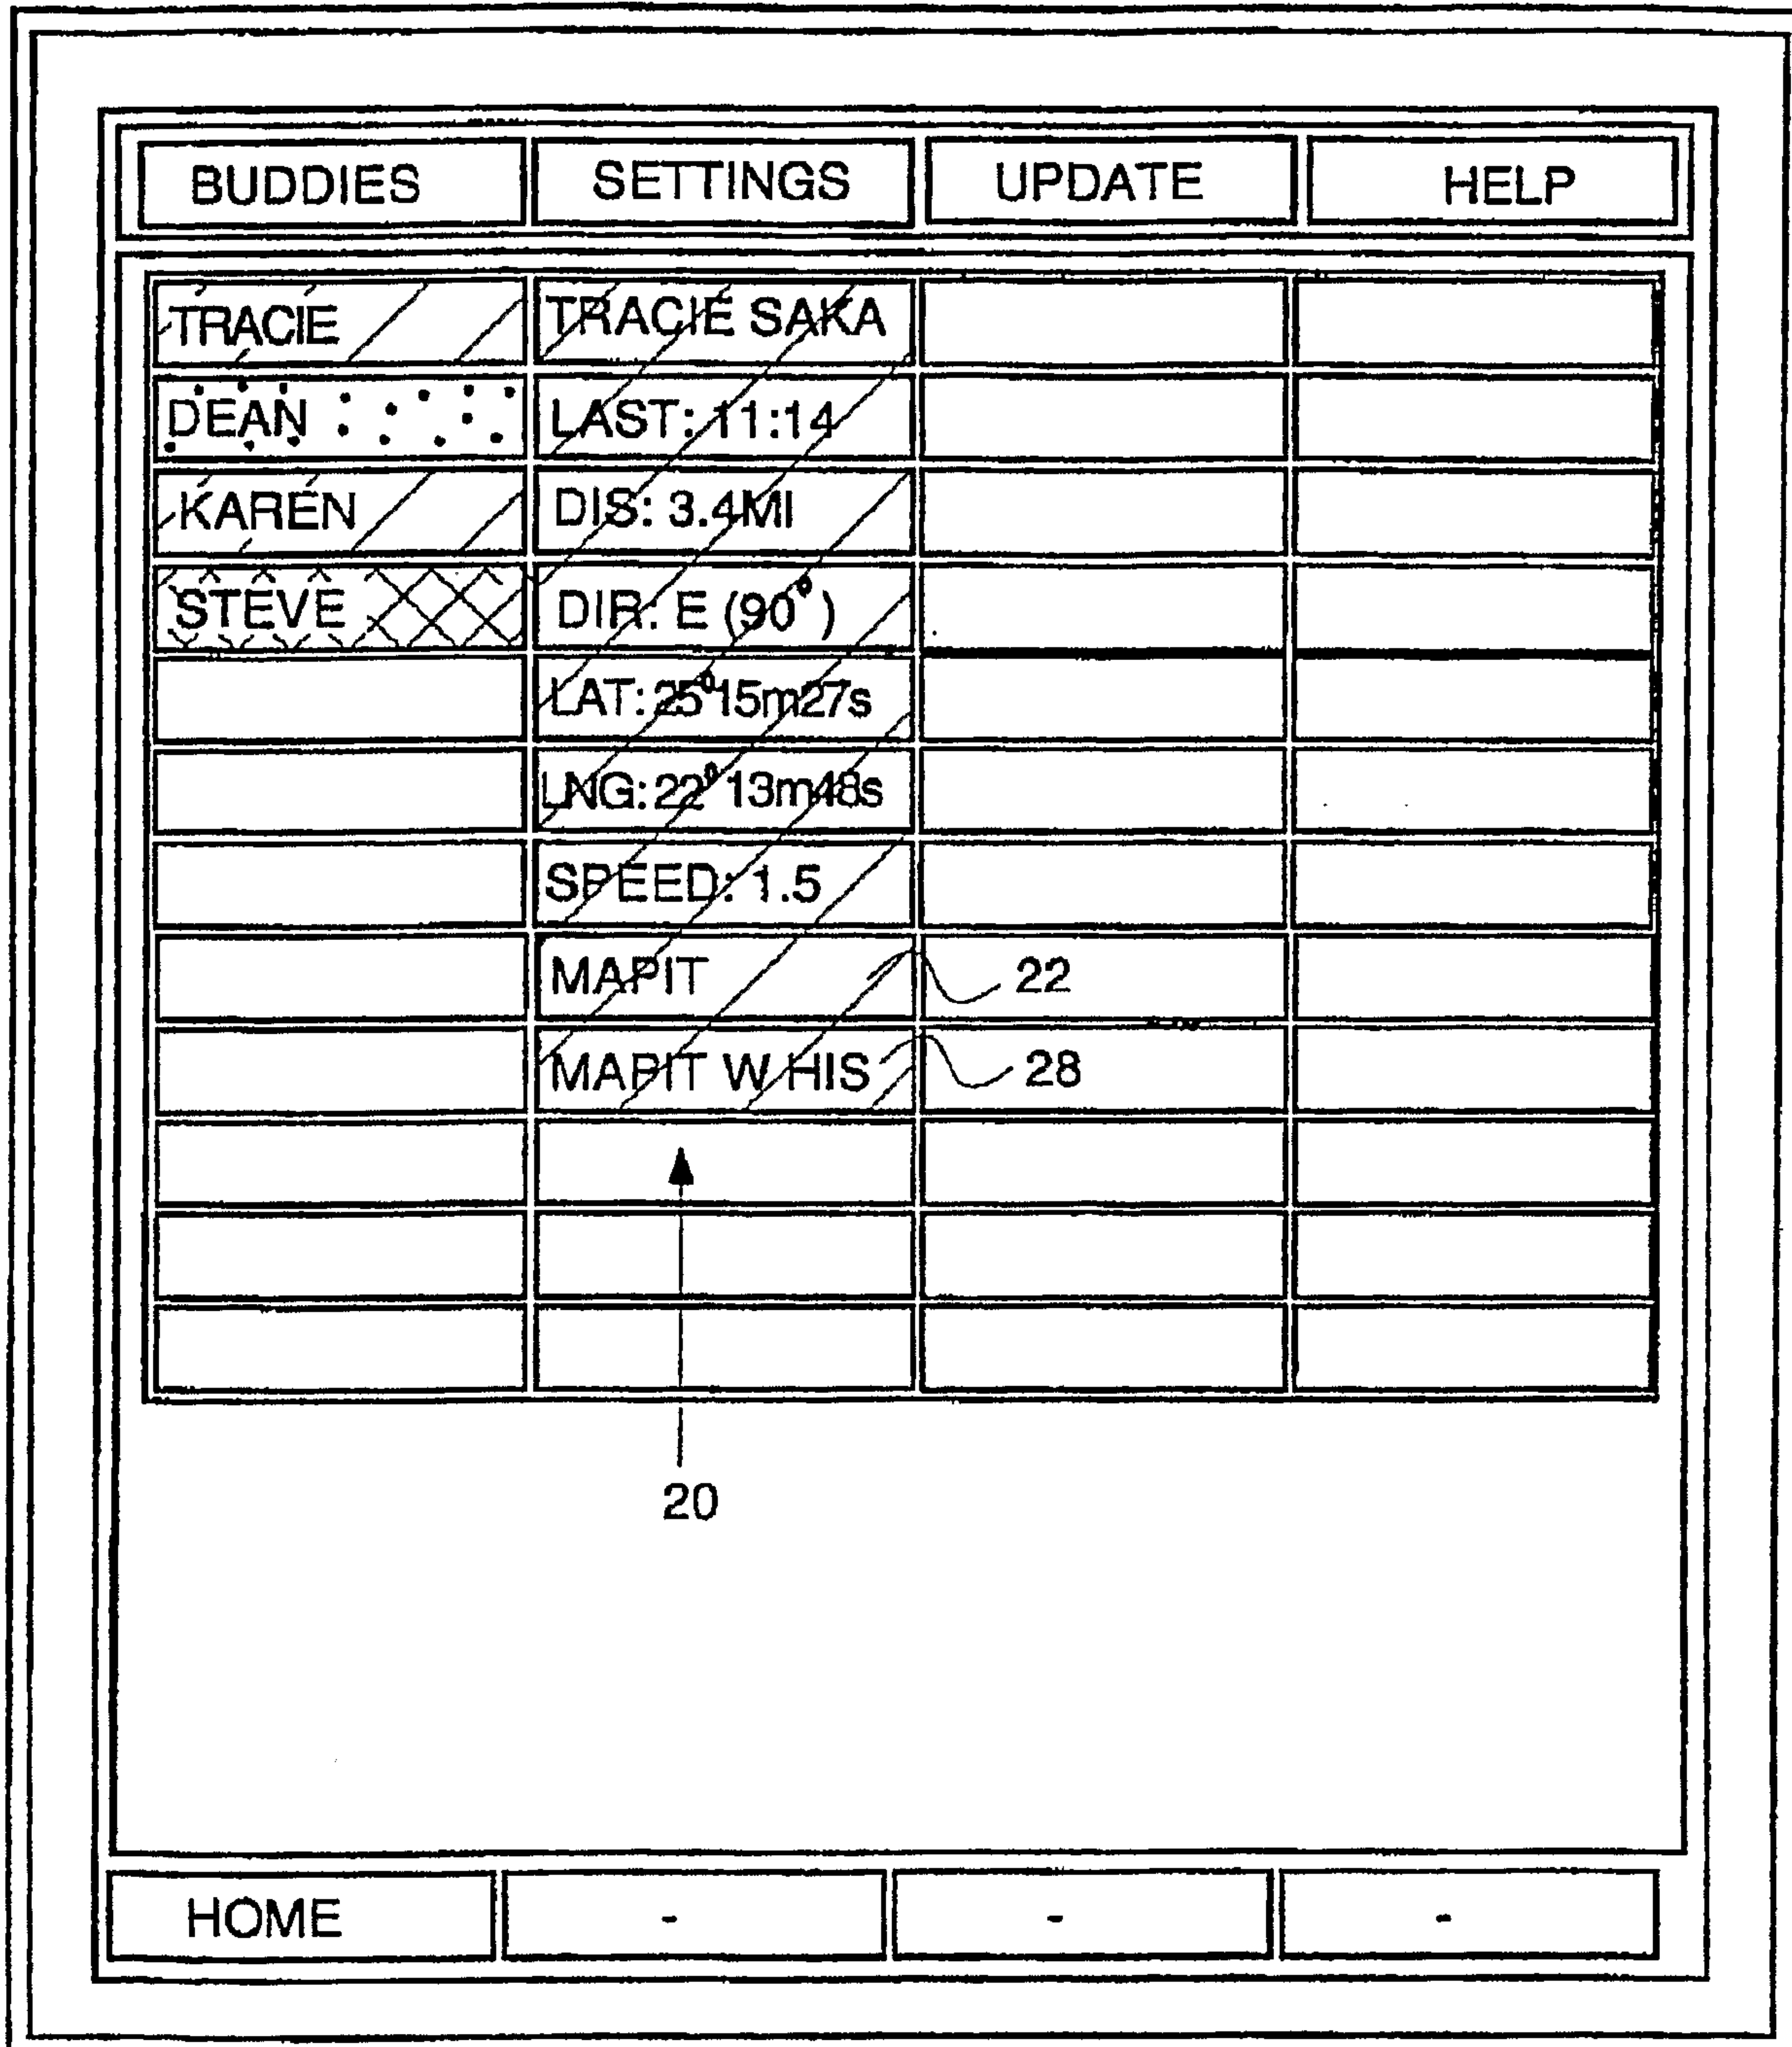 BUDDIES SETTINGS UPDATE HELP
TRACIE TRACIE SAKA
DEAN LAST: 11:14
KAREN DIS: 3.4MI
STEVE DIR: E (90°)
LAT: 25°15m27s
LNG: 22°13m48s
SPEED: 1.5
MAPIT 22
MAPIT W HIS 28
20
HOME - - -